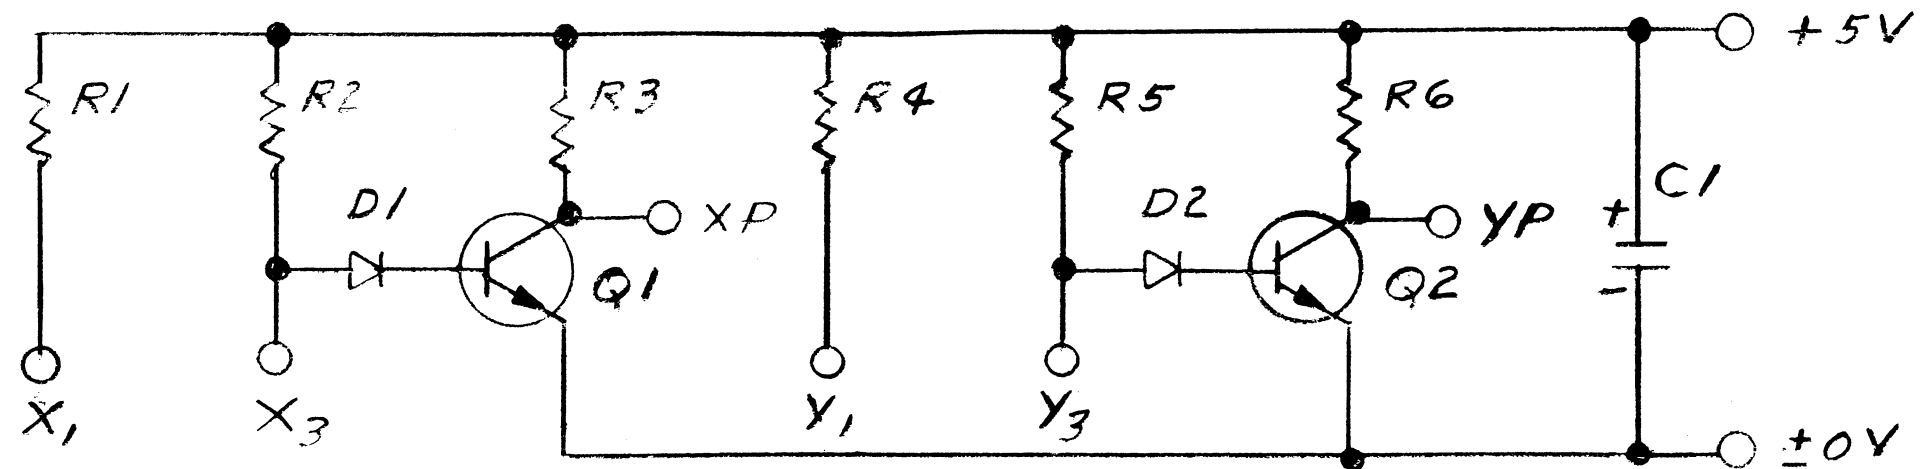 +5V
R1 R2 R3 R4 R5 R6
C1
D1 D2
XP YP
+
Q1 Q2
-
X1 X3 Y1 Y3
±0V